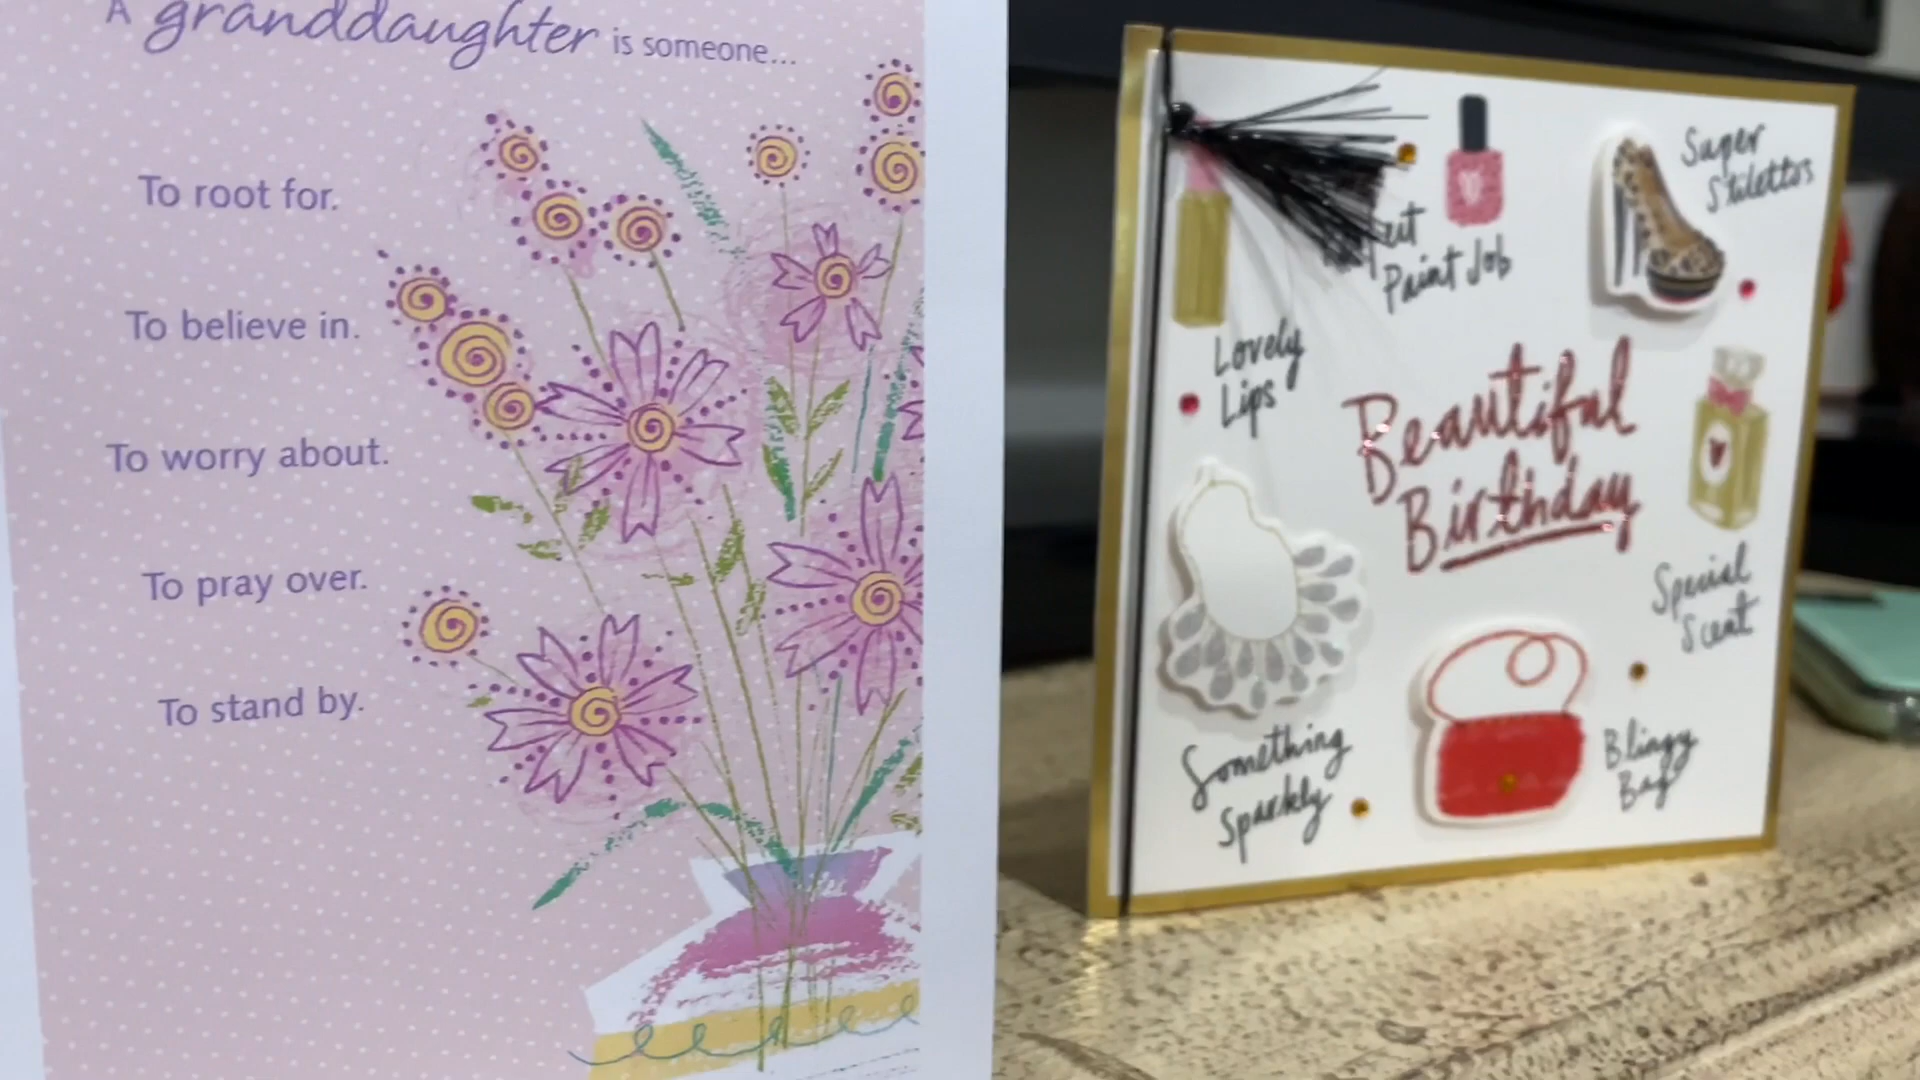 A granddaughter is someone...
To root for.
To believe in.
To worry about.
To pray over.
To stand by.
Paint Job
Super
Stilettos
Lovely
Lips
Beautiful
Birthday
Special
Scent
Something
Sparkly
Blingy
Bag